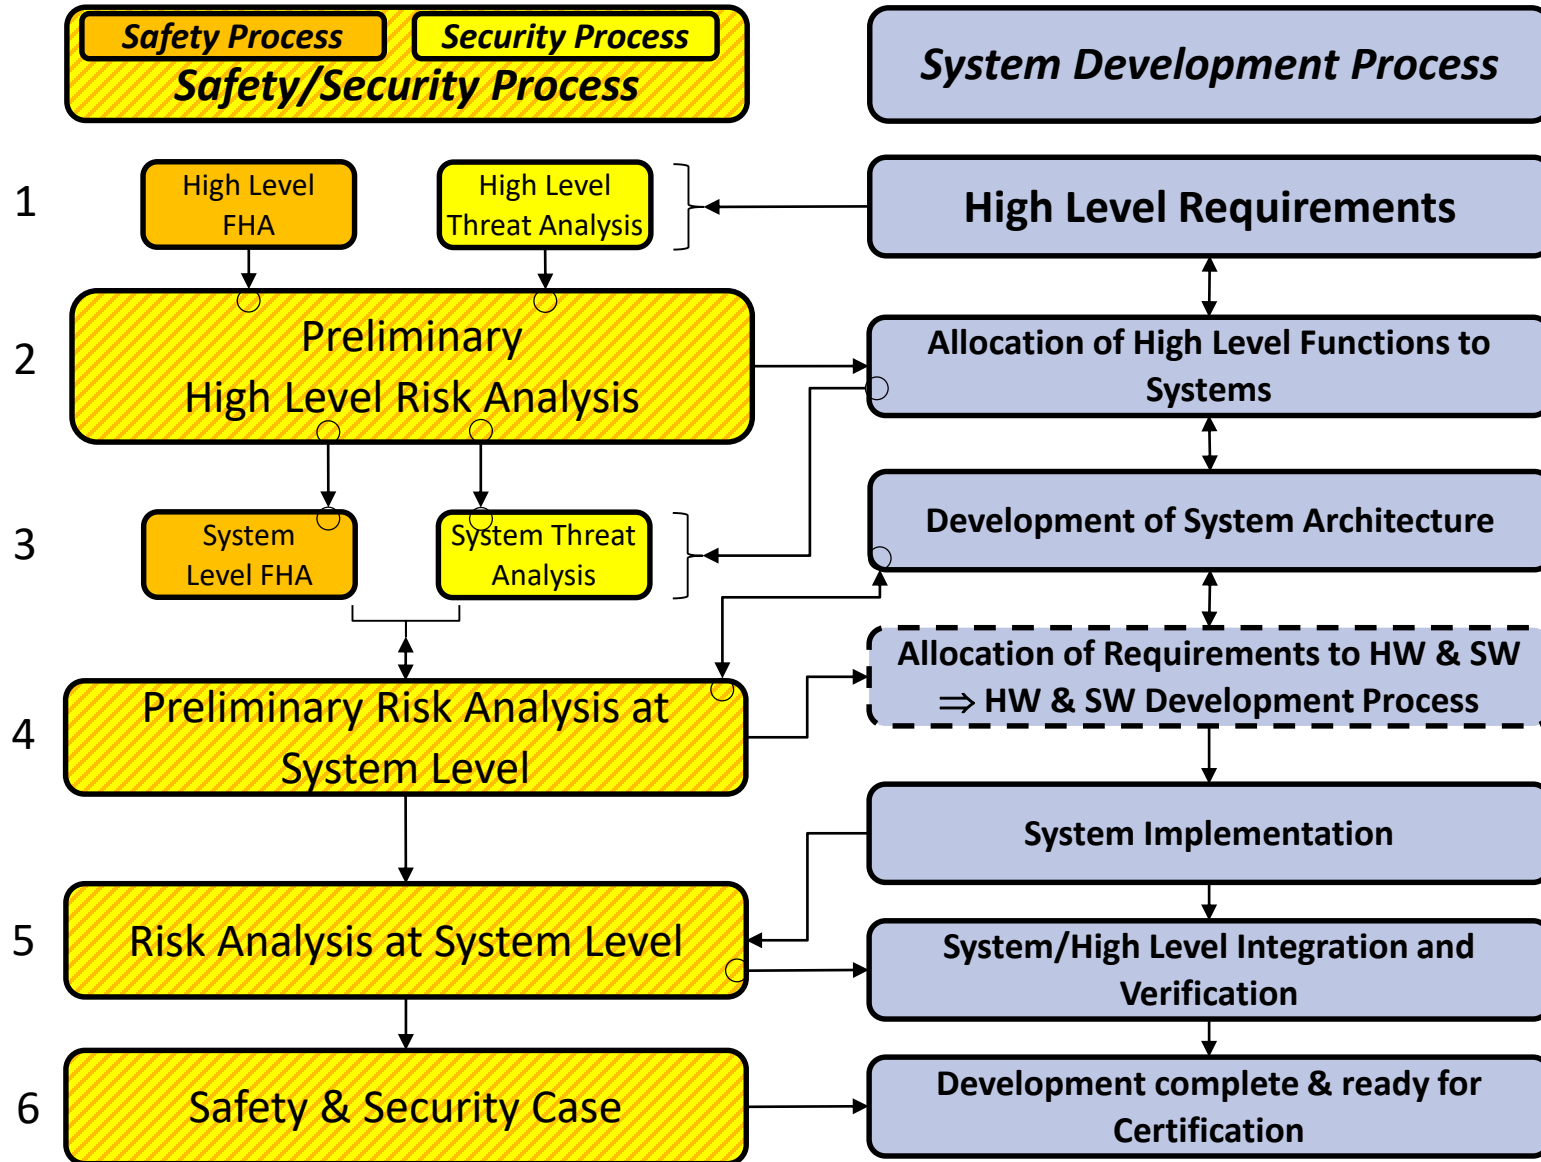 Safety Process
Security Process
Safety/Security Process
System Development Process
1
High Level
FHA
High Level
Threat Analysis
High Level Requirements
2
Preliminary
High Level Risk Analysis
Allocation of High Level Functions to
Systems
3
System
Level FHA
System Threat
Analysis
Development of System Architecture
Allocation of Requirements to HW & SW
⇒ HW & SW Development Process
4
Preliminary Risk Analysis at
System Level
System Implementation
5
Risk Analysis at System Level
System/High Level Integration and
Verification
6
Safety & Security Case
Development complete & ready for
Certification